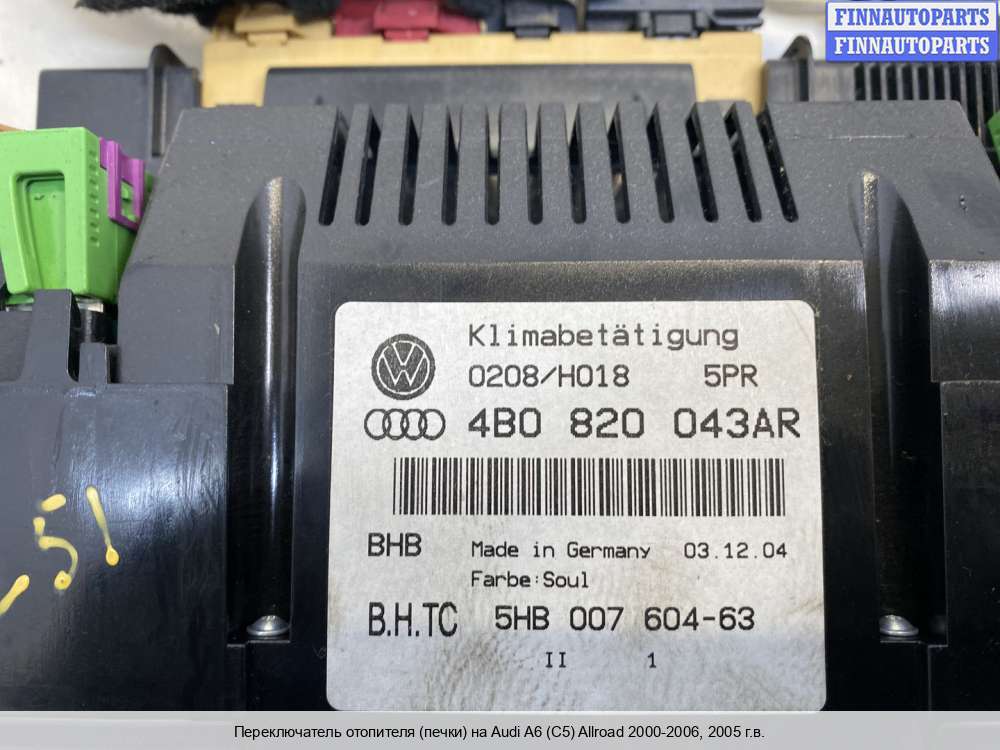 FINNAUTOPARTS
FINNAUTOPARTS
Klimabetätigung
0208/H018 5PR
4B0 820 043AR
BHB Made in Germany 03.12.04
Farbe:Soul
B.H.TC 5HB 007 604-63
II 1
51
Переключатель отопителя (печки) на Audi A6 (C5) Allroad 2000-2006, 2005 г.в.